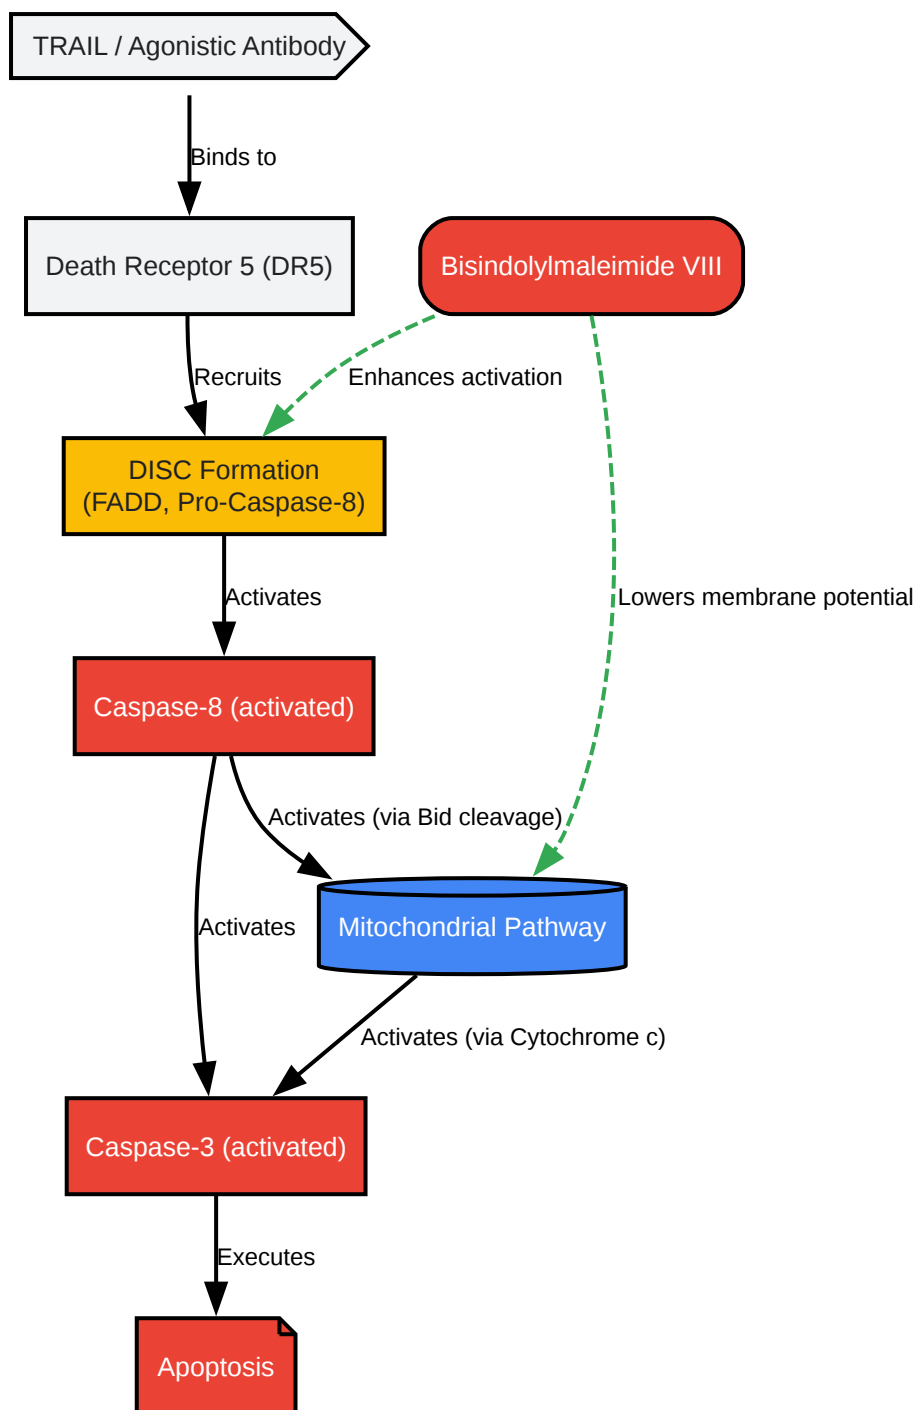 TRAIL / Agonistic Antibody
Binds to
Death Receptor 5 (DR5)
Bisindolylmaleimide VIII
Recruits
Enhances activation
DISC Formation
(FADD, Pro-Caspase-8)
Activates
Lowers membrane potential
Caspase-8 (activated)
Activates (via Bid cleavage)
Activates
Mitochondrial Pathway
Activates (via Cytochrome c)
Caspase-3 (activated)
Executes
Apoptosis